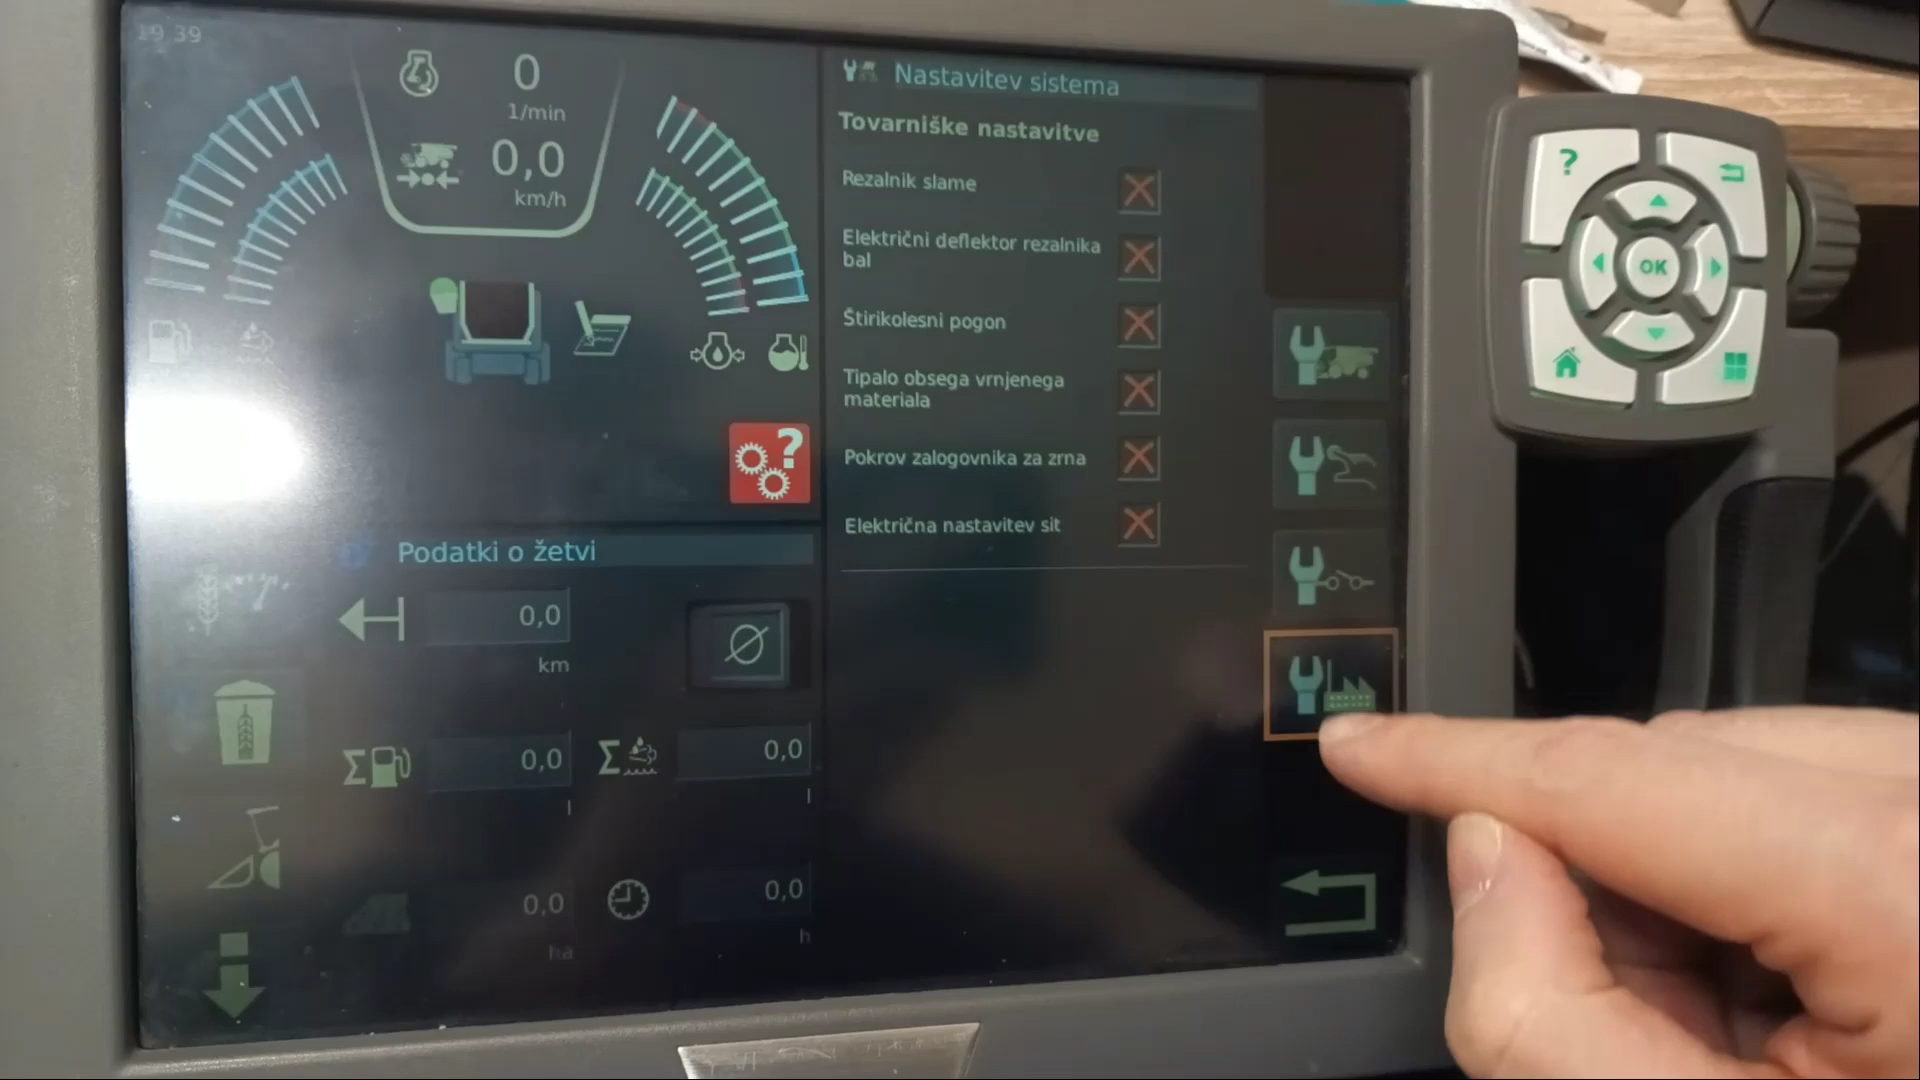 19 39
0
1/min
0,0
km/h
?
Podatki o žetvi
0,0
km
Σ 0,0
l
Σ 0,0
l
0,0
ha
0,0
h
Nastavitev sistema
Tovarniške nastavitve
Rezalnik slame
Električni deflektor rezalnika
bal
Štirikolesni pogon
Tipalo obsega vrnjenega
materiala
Pokrov zalogovnika za zrna
Električna nastavitev sit
?
OK